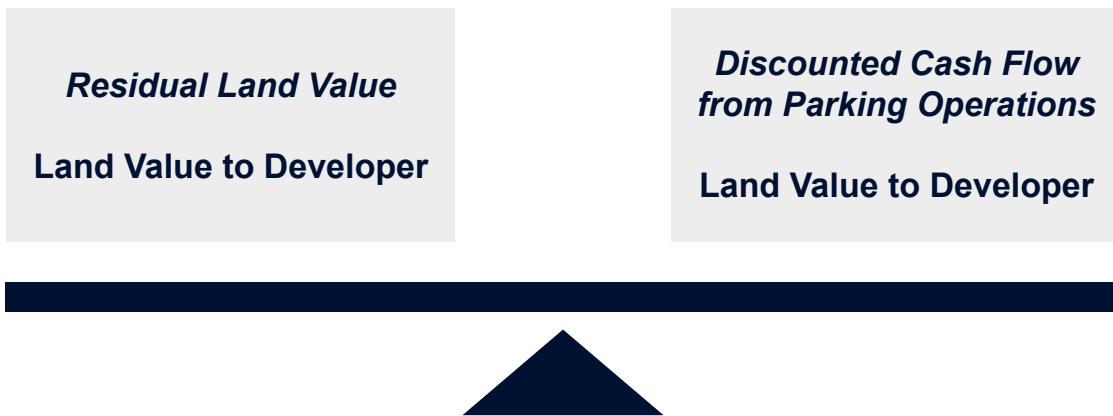 Residual Land Value
Land Value to Developer
Discounted Cash Flow
from Parking Operations
Land Value to Developer